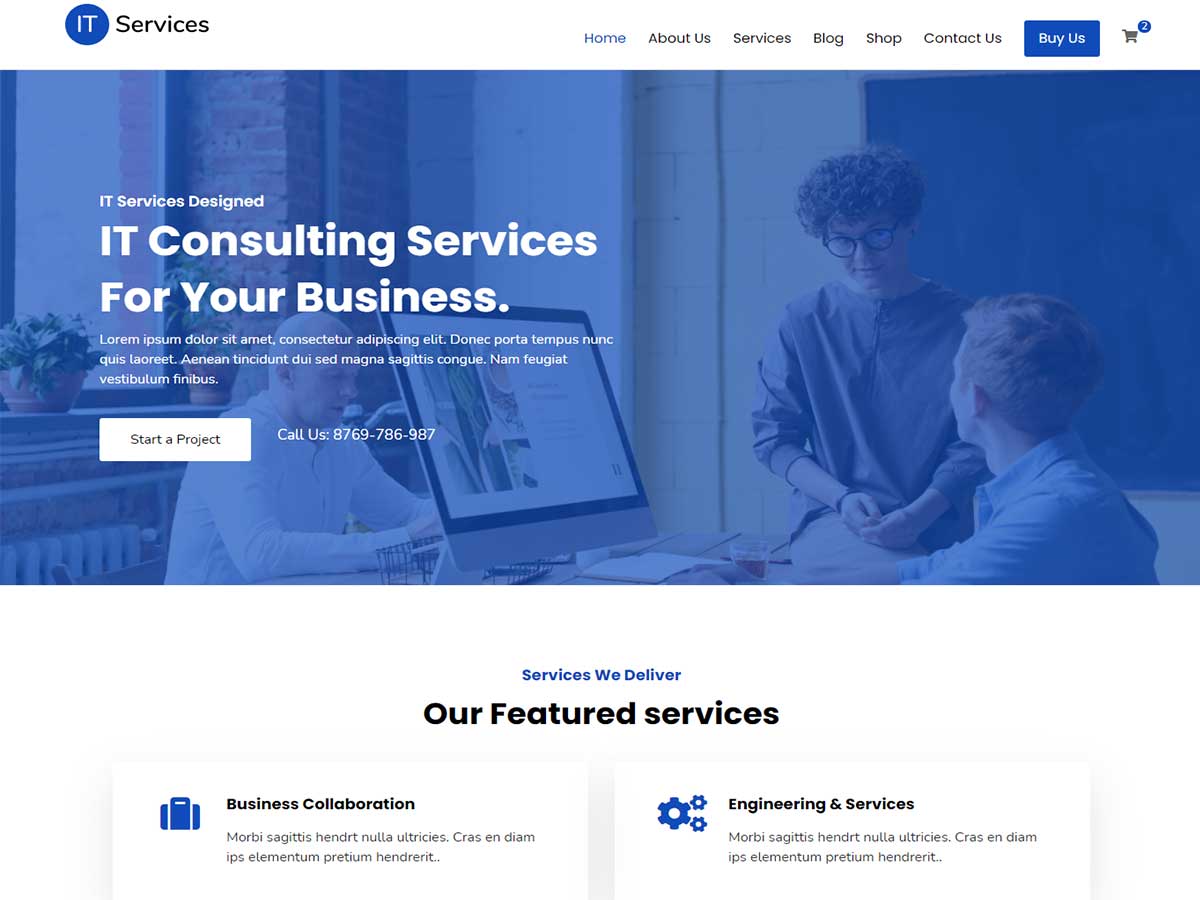 IT Services
Home About Us Services Blog Shop Contact Us Buy Us 2
IT Services Designed
IT Consulting Services
For Your Business.
Lorem ipsum dolor sit amet, consectetur adipiscing elit. Donec porta tempus nunc
quis laoreet. Aenean tincidunt dui sed magna sagittis congue. Nam feugiat
vestibulum finibus.
Start a Project
Call Us: 8769-786-987
Services We Deliver
Our Featured services
Business Collaboration
Morbi sagittis hendrt nulla ultricies. Cras en diam
ips elementum pretium hendrerit..
Engineering & Services
Morbi sagittis hendrt nulla ultricies. Cras en diam
ips elementum pretium hendrerit..